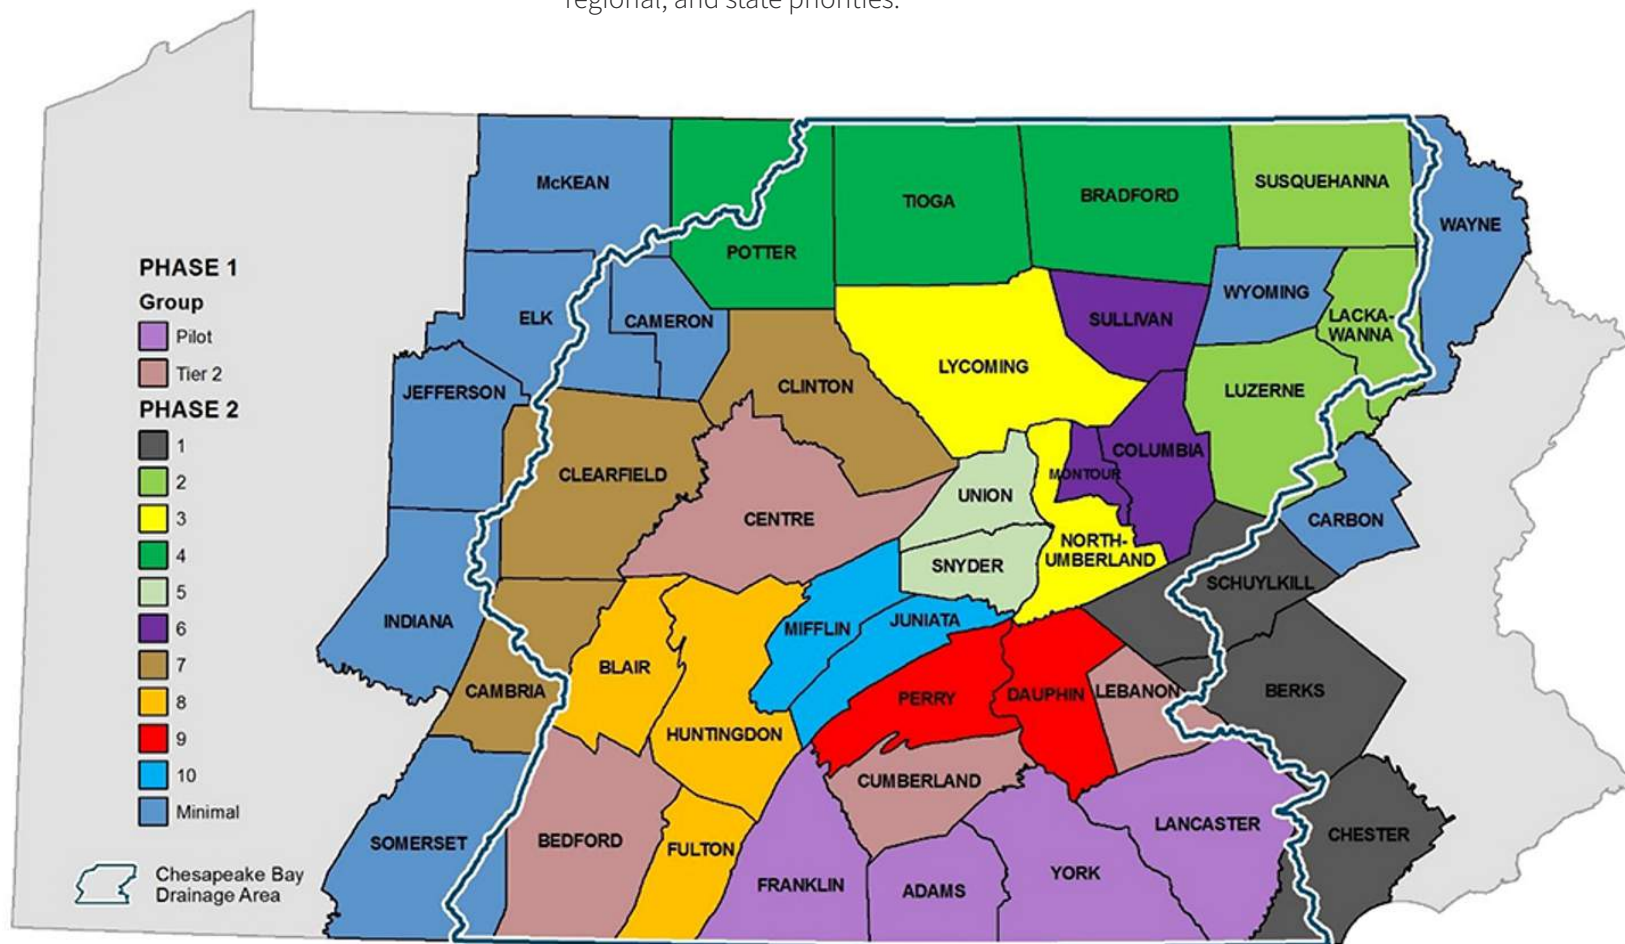 regional, and state priorities.
McKEAN
POTTER
TIOGA
BRADFORD
SUSQUEHANNA
WAYNE
PHASE 1
Group
Pilot
Tier 2
PHASE 2
1
2
3
4
5
6
7
8
9
10
Minimal
Chesapeake Bay
Drainage Area
ELK
CAMERON
WYOMING
LACKA-
WANNA
SULLIVAN
LYCOMING
CLINTON
JEFFERSON
LUZERNE
CLEARFIELD
COLUMBIA
MONTOUR
UNION
CENTRE
CARBON
NORTH-
UMBERLAND
SNYDER
SCHUYLKILL
INDIANA
MIFFLIN
JUNIATA
BLAIR
CAMBRIA
PERRY
DAUPHIN
LEBANON
BERKS
HUNTINGDON
CUMBERLAND
SOMERSET
BEDFORD
FULTON
FRANKLIN
ADAMS
YORK
LANCASTER
CHESTER